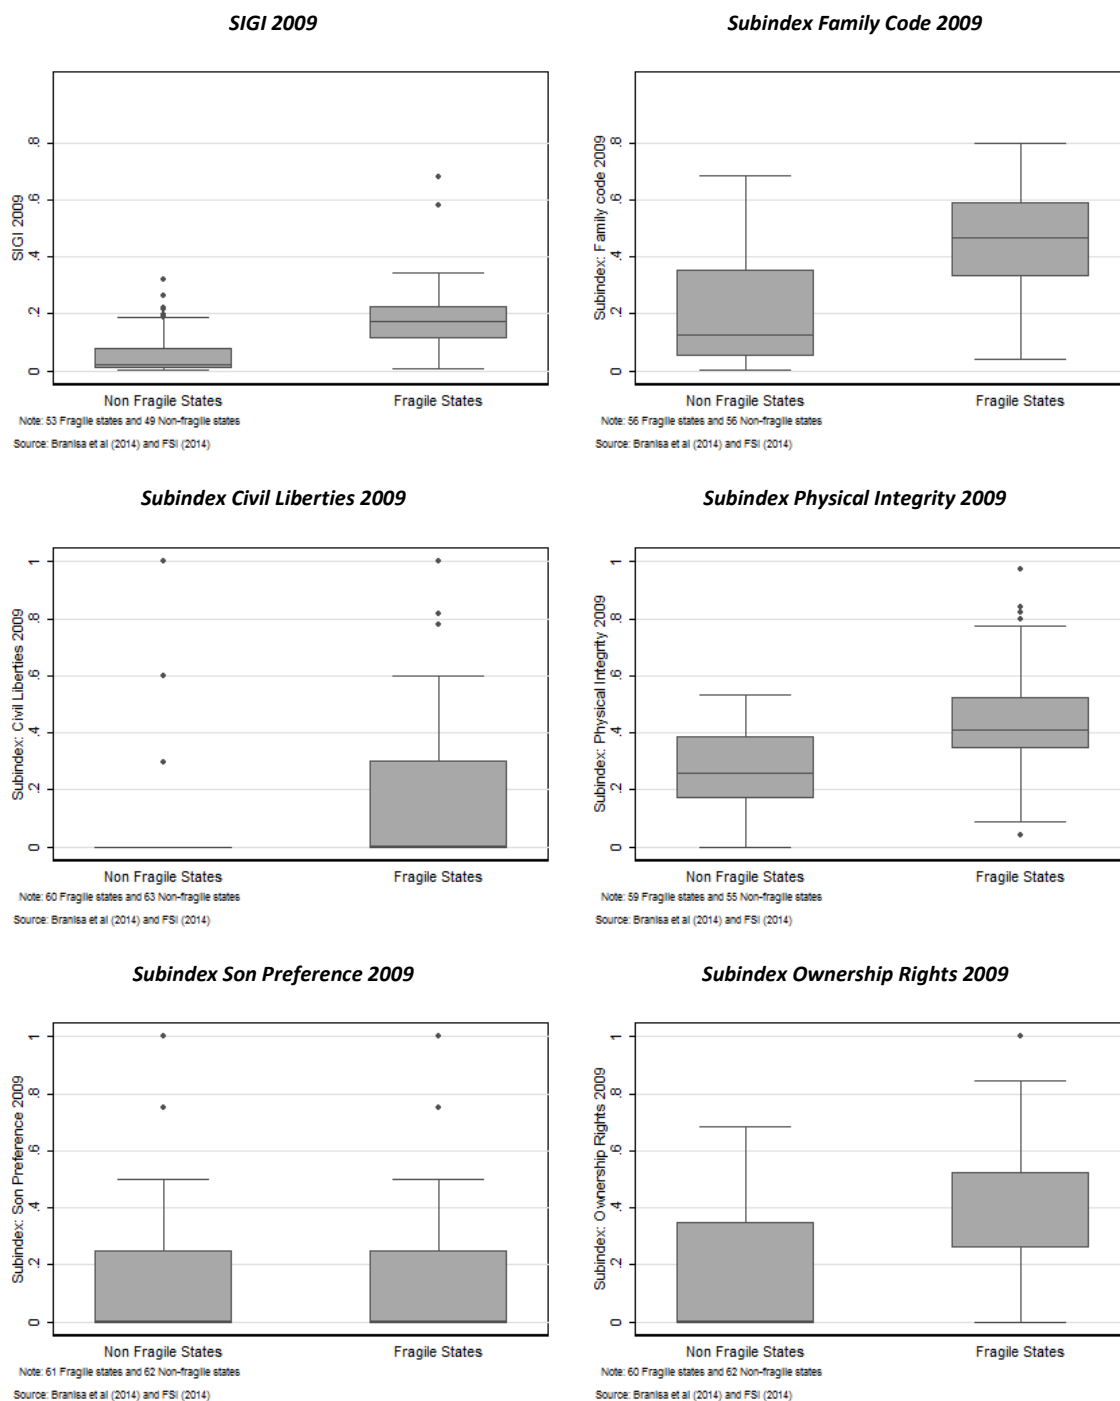 SIGI 2009
SIGI 2009
.8
.6
.4
.2
0
Non Fragile States Fragile States
Note: 53 Fragile states and 49 Non-fragile states
Source: Branisa et al (2014) and FSI (2014)
Subindex Family Code 2009
Subindex: Family code 2009
.8
.6
.4
.2
0
Non Fragile States Fragile States
Note: 56 Fragile states and 56 Non-fragile states
Source: Branisa et al (2014) and FSI (2014)
Subindex Civil Liberties 2009
Subindex: Civil Liberties 2009
1
.8
.6
.4
.2
0
Non Fragile States Fragile States
Note: 60 Fragile states and 63 Non-fragile states
Source: Branisa et al (2014) and FSI (2014)
Subindex Physical Integrity 2009
Subindex: Physical Integrity 2009
1
.8
.6
.4
.2
0
Non Fragile States Fragile States
Note: 59 Fragile states and 55 Non-fragile states
Source: Branisa et al (2014) and FSI (2014)
Subindex Son Preference 2009
Subindex: Son Preference 2009
1
.8
.6
.4
.2
0
Non Fragile States Fragile States
Note: 61 Fragile states and 62 Non-fragile states
Source: Branisa et al (2014) and FSI (2014)
Subindex Ownership Rights 2009
Subindex: Ownership Rights 2009
1
.8
.6
.4
.2
0
Non Fragile States Fragile States
Note: 60 Fragile states and 62 Non-fragile states
Source: Branisa et al (2014) and FSI (2014)